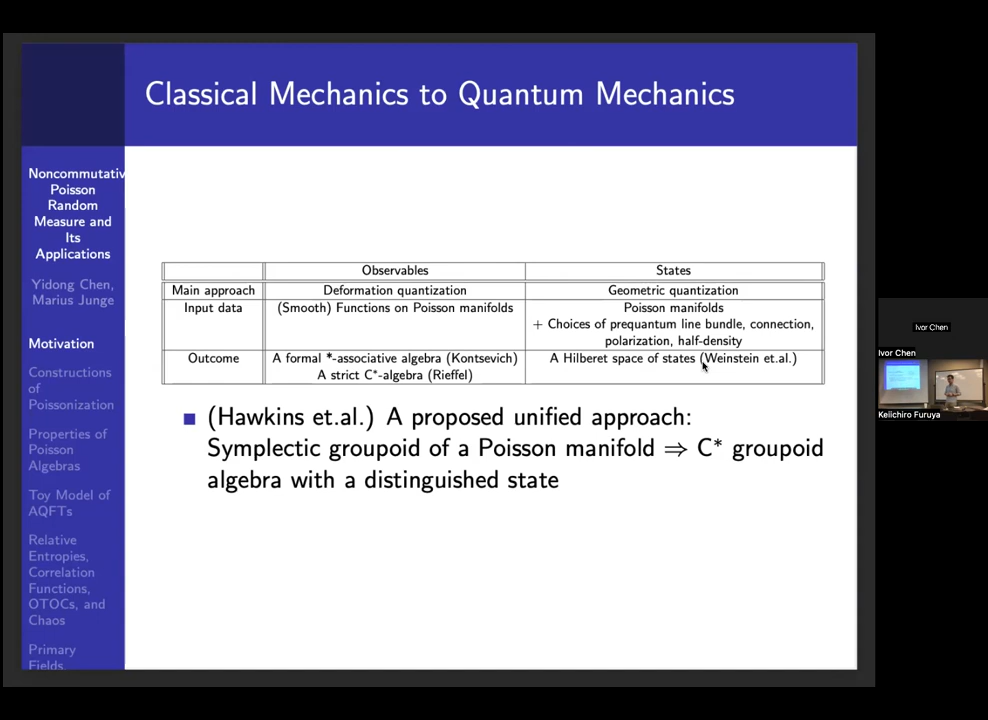 Classical Mechanics to Quantum Mechanics
Noncommutativ
Poisson
Random
Measure and
Its
Applications
Yidong Chen,
Marius Junge
Motivation
Constructions
of
Poissonization
Properties of
Poisson
Algebras
Toy Model of
AQFTs
Relative
Entropies,
Correlation
Functions,
OTOCs, and
Chaos
Primary
Fields,
Observables States
Main approach Deformation quantization Geometric quantization
Input data (Smooth) Functions on Poisson manifolds Poisson manifolds
+ Choices of prequantum line bundle, connection,
polarization, half-density
Outcome A formal *-associative algebra (Kontsevich) A Hilberet space of states (Weinstein et.al.)
A strict C*-algebra (Rieffel)
(Hawkins et.al.) A proposed unified approach:
Symplectic groupoid of a Poisson manifold ⇒ C* groupoid
algebra with a distinguished state
Ivor Chen
Ivor Chen
Keiichiro Furuya